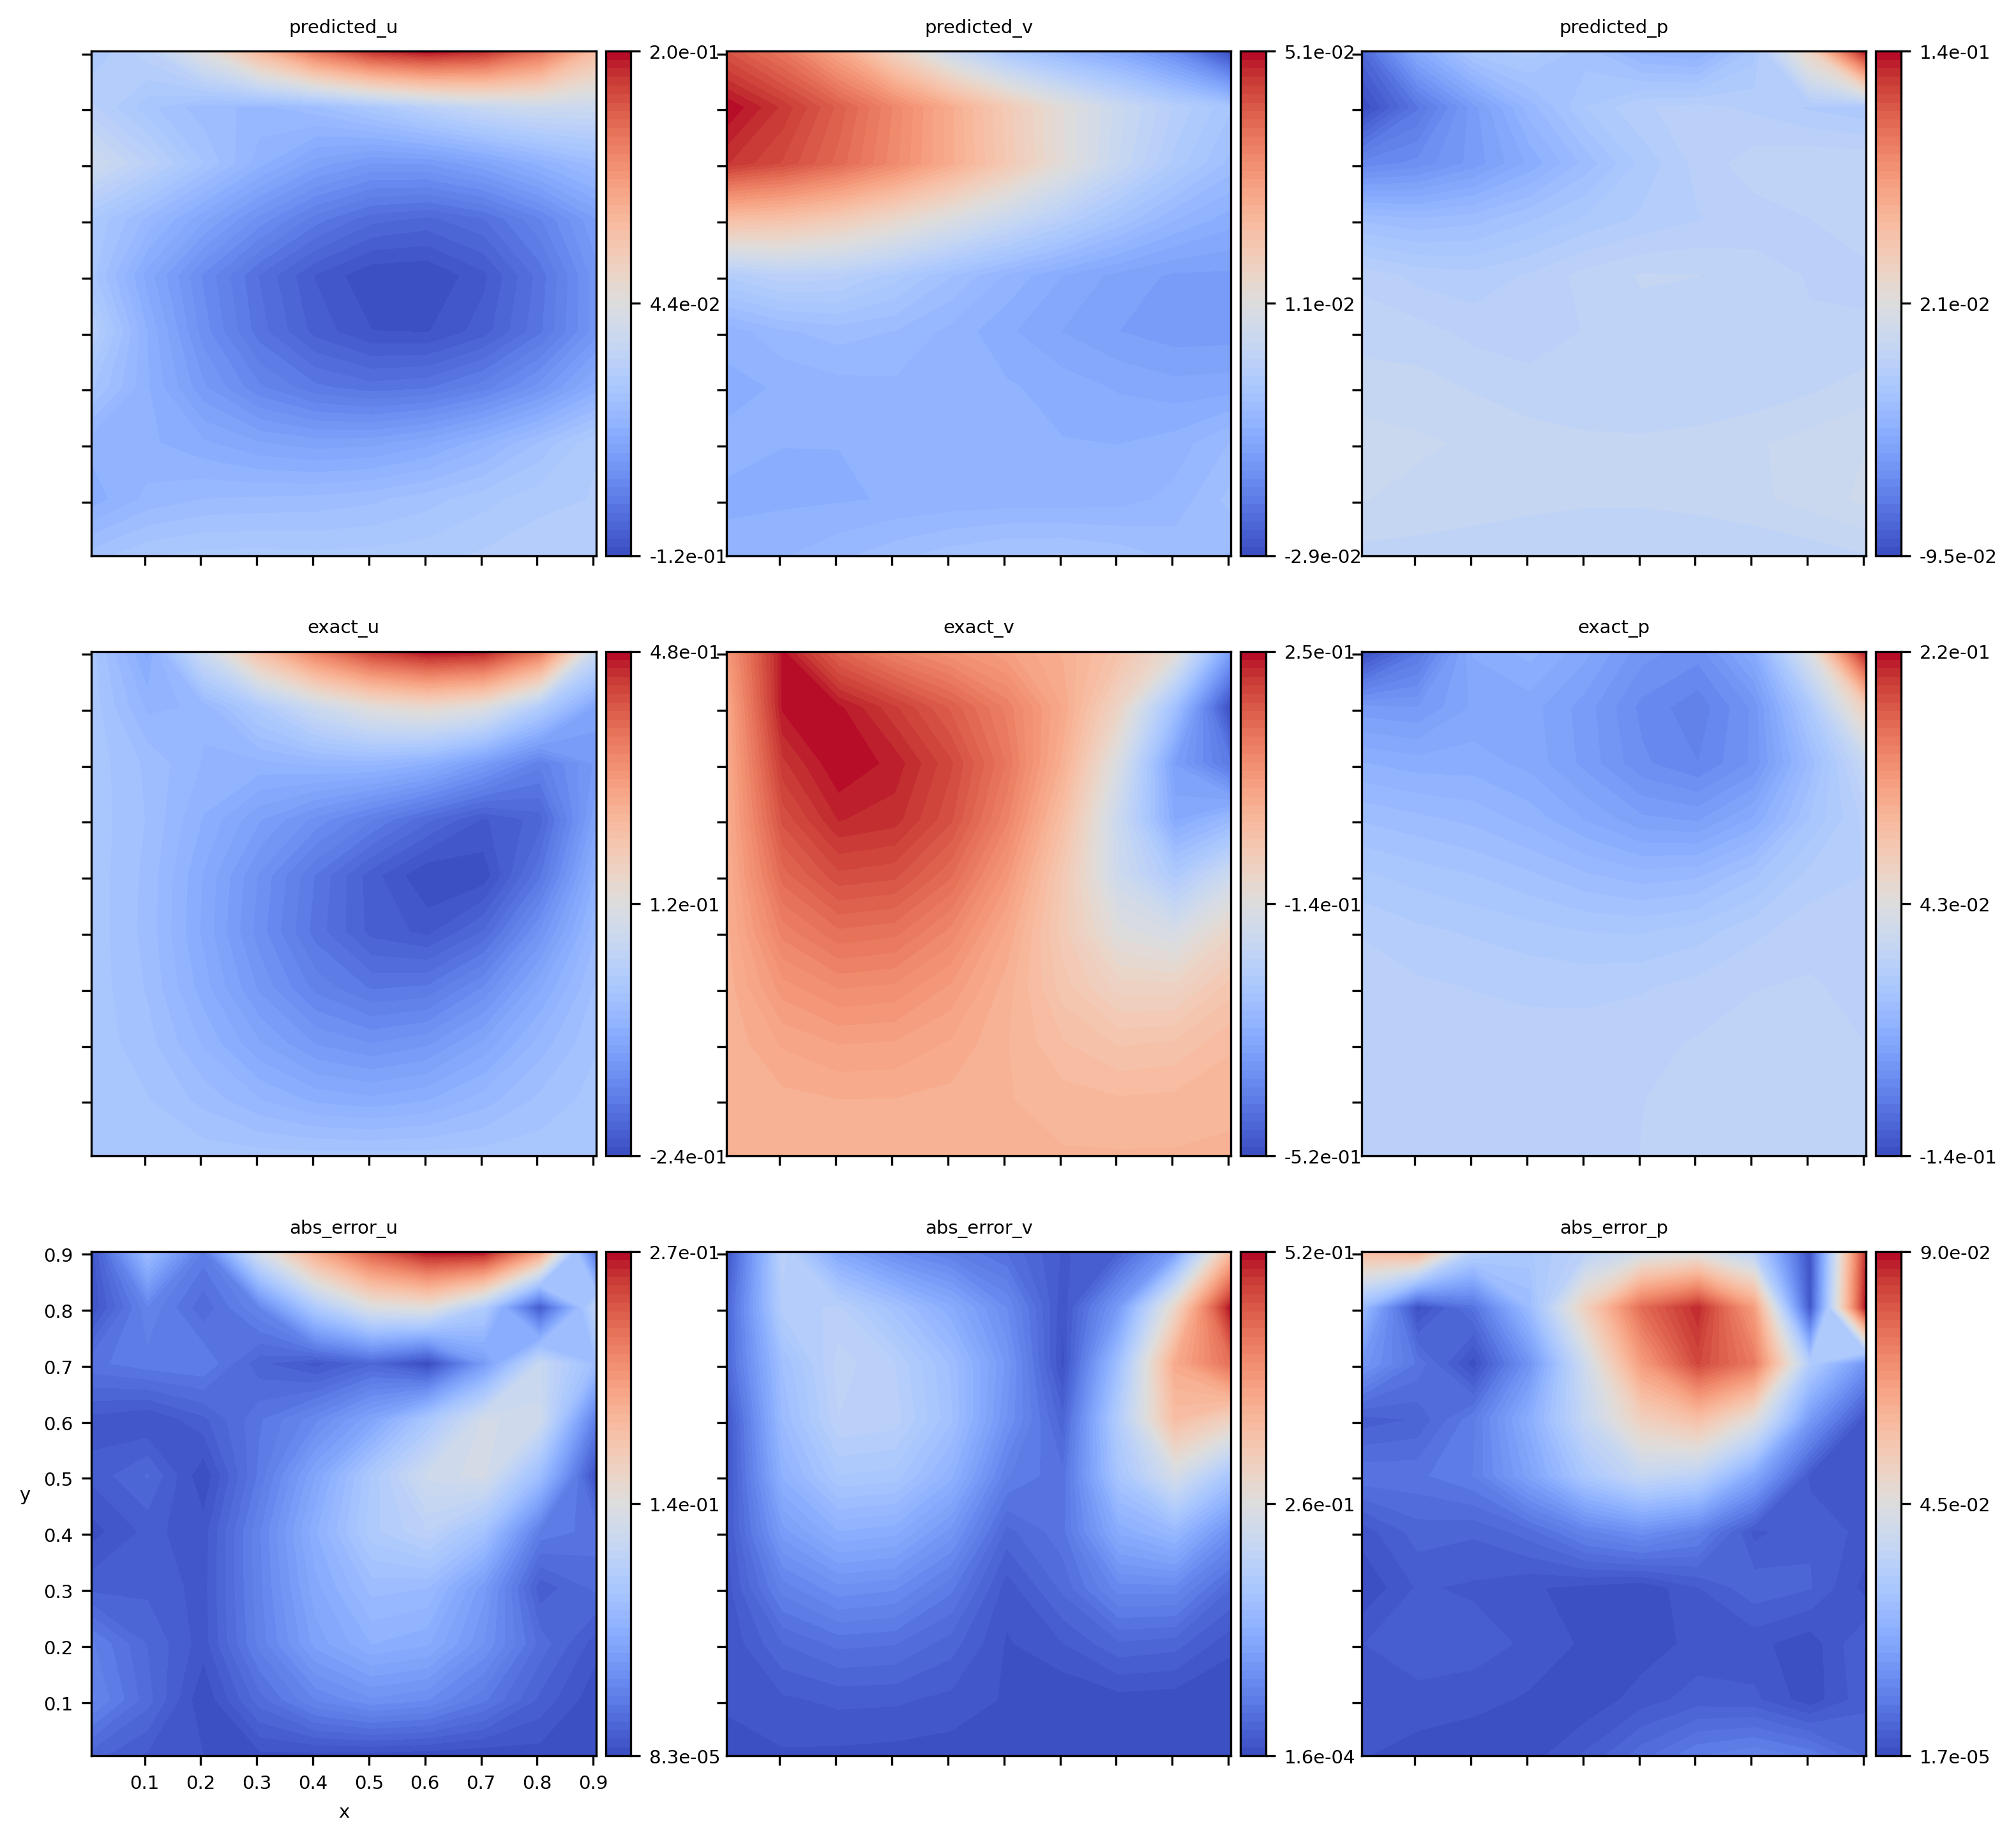 predicted_u predicted_v predicted_p
2.0e-01 5.1e-02 1.4e-01
4.4e-02 1.1e-02 2.1e-02
-1.2e-01 -2.9e-02 -9.5e-02
exact_u exact_v exact_p
4.8e-01 2.5e-01 2.2e-01
1.2e-01 -1.4e-01 4.3e-02
-2.4e-01 -5.2e-01 -1.4e-01
abs_error_u abs_error_v abs_error_p
0.9 2.7e-01 5.2e-01 9.0e-02
0.8
0.7
0.6
0.5
y 1.4e-01 2.6e-01 4.5e-02
0.4
0.3
0.2
0.1
8.3e-05 1.6e-04 1.7e-05
0.1 0.2 0.3 0.4 0.5 0.6 0.7 0.8 0.9
x